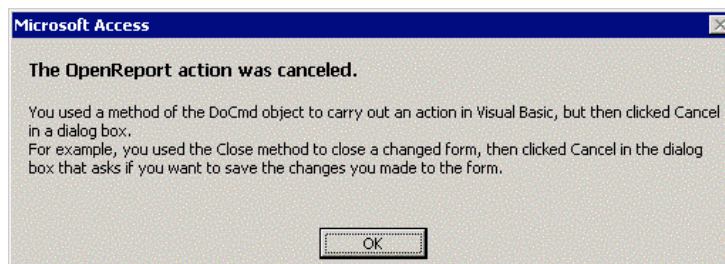 Microsoft Access
The OpenReport action was canceled.
You used a method of the DoCmd object to carry out an action in Visual Basic, but then clicked Cancel
in a dialog box.
For example, you used the Close method to close a changed form, then clicked Cancel in the dialog
box that asks if you want to save the changes you made to the form.
OK